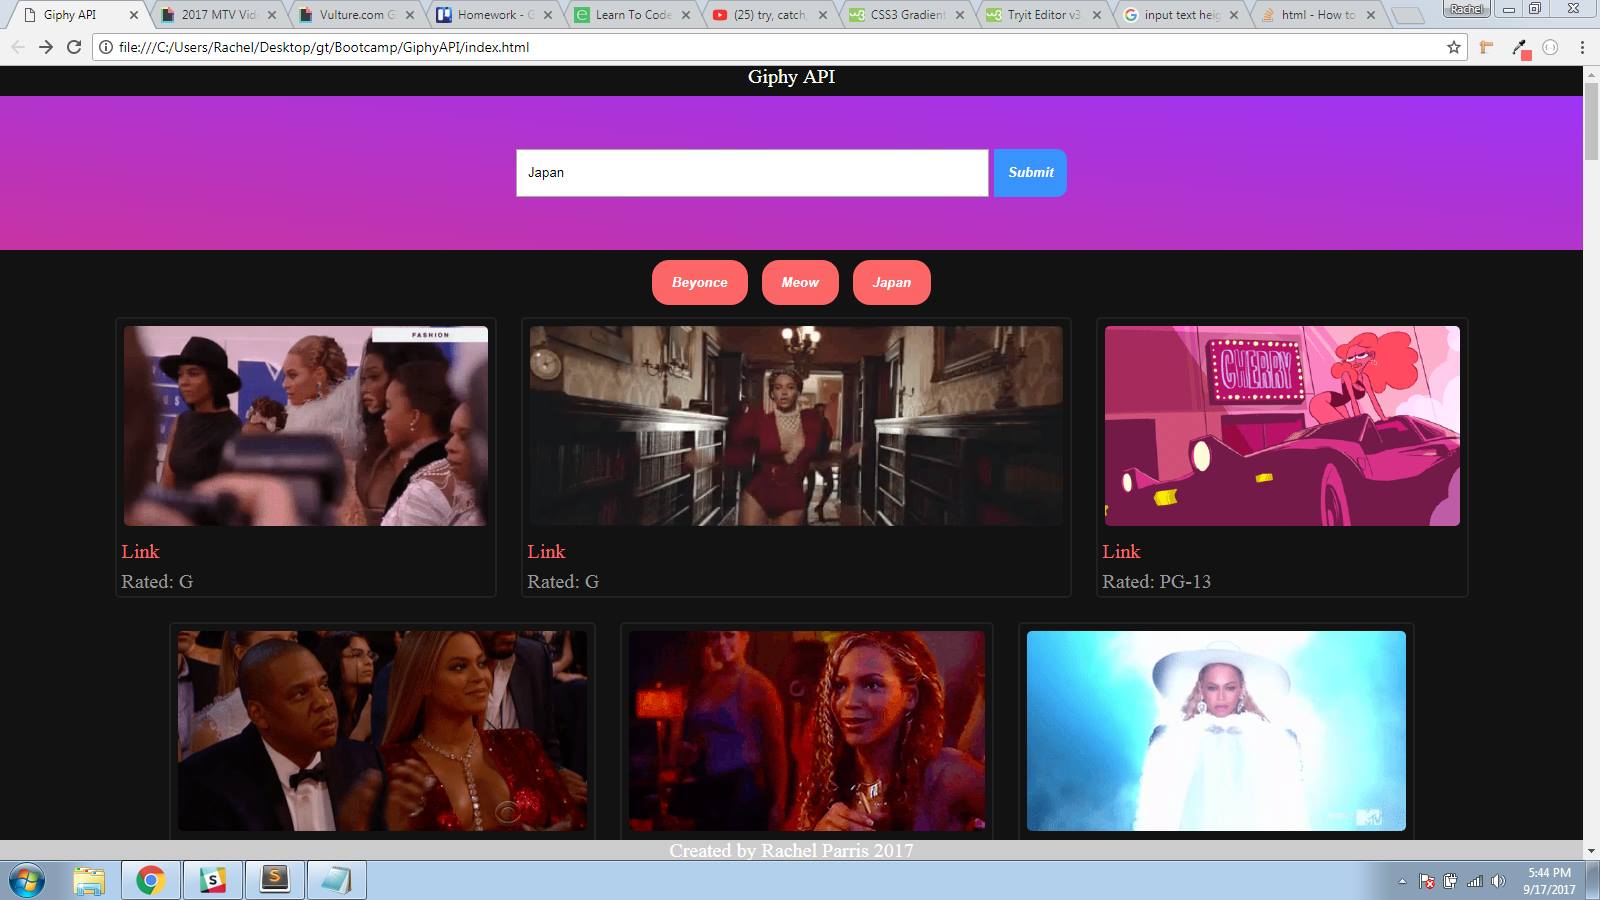 Giphy API
2017 MTV Vid
Vulture.com G
Homework - G
Learn To Code
(25) try, catch,
CSS3 Gradient
Tryit Editor v3
input text heig
html - How to
Rachel
file:///C:/Users/Rachel/Desktop/gt/Bootcamp/GiphyAPI/index.html
Giphy API
Japan
Submit
Beyonce
Meow
Japan
FASHION
CHERRY
Link
Rated: G
Link
Rated: G
Link
Rated: PG-13
Created by Rachel Parris 2017
5:44 PM
9/17/2017